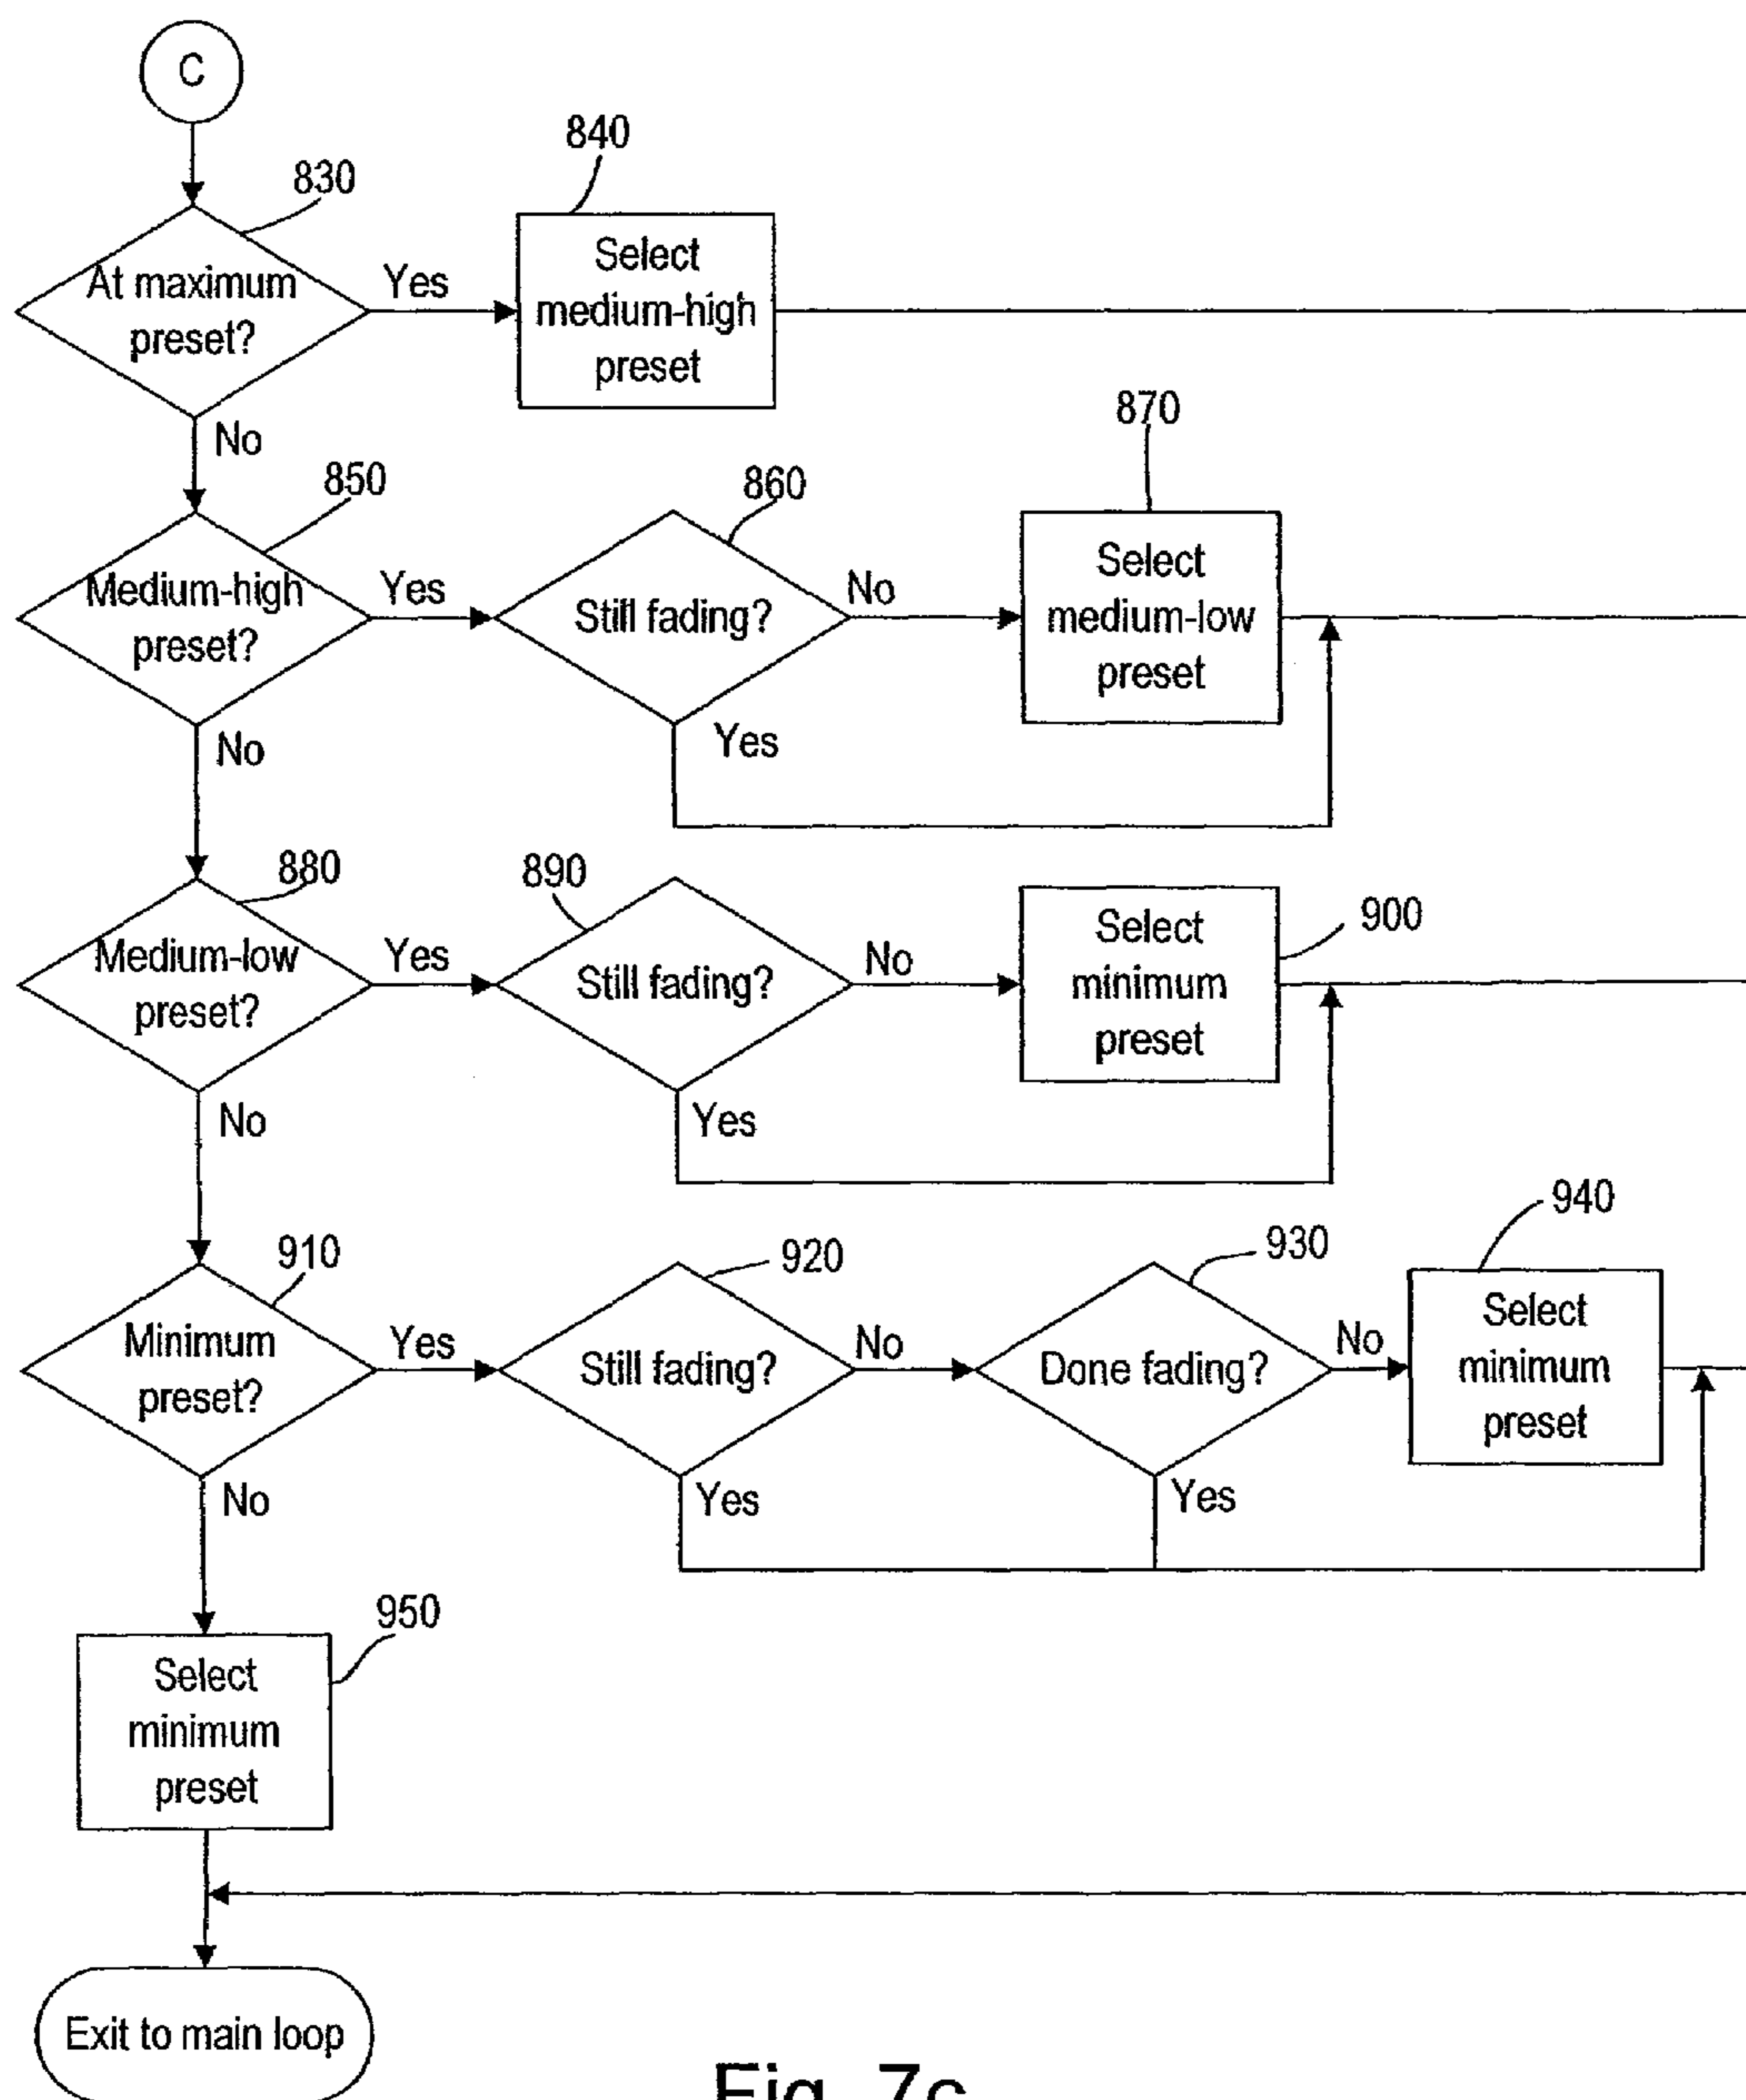 C
830
At maximum
preset?
Yes
No
840
Select
medium-high
preset
850
Medium-high
preset?
Yes
No
860
Still fading?
No
Yes
870
Select
medium-low
preset
880
Medium-low
preset?
Yes
No
890
Still fading?
No
Yes
900
Select
minimum
preset
910
Minimum
preset?
Yes
No
920
Still fading?
No
Yes
930
Done fading?
No
Yes
940
Select
minimum
preset
950
Select
minimum
preset
Exit to main loop
Fig. 7c